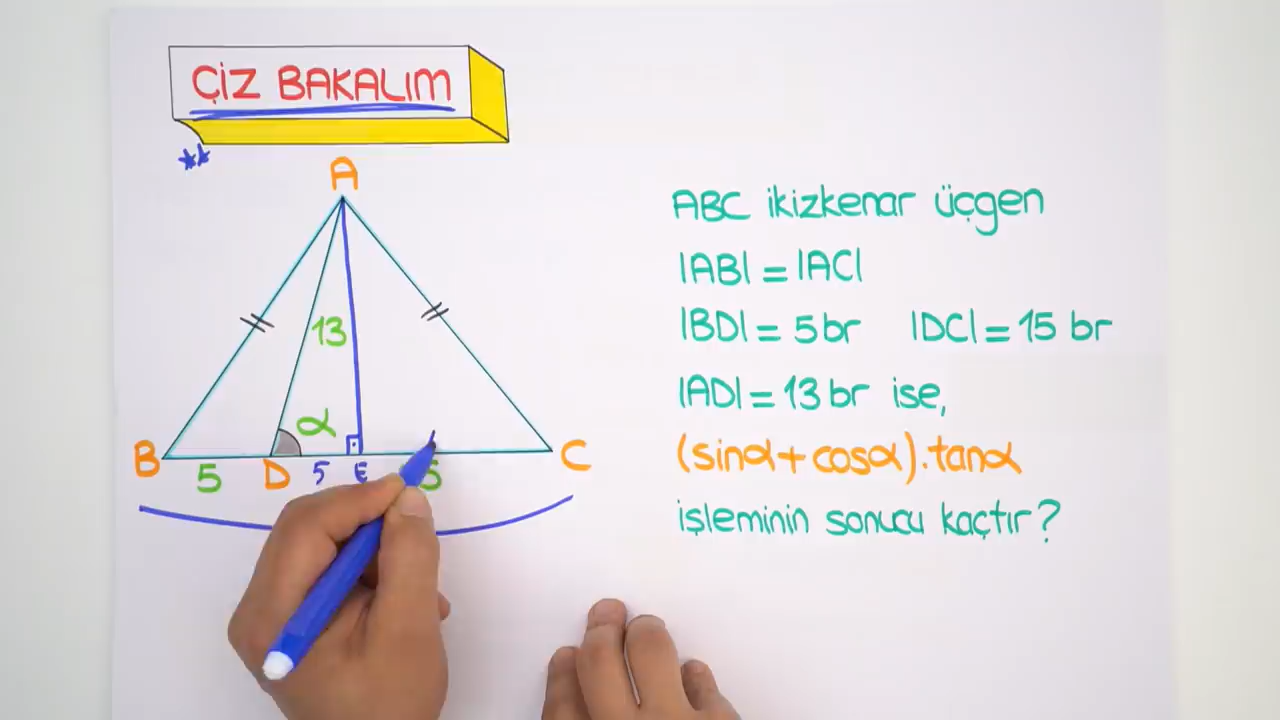 ÇİZ BAKALIM
A
13
α
B
5
D
5
E
C
ABC ikizkenar üçgen
|AB| = |AC|
|BD| = 5 br |DC| = 15 br
|AD| = 13 br ise,
(sinα + cosα).tanα
işleminin sonucu kaçtır?